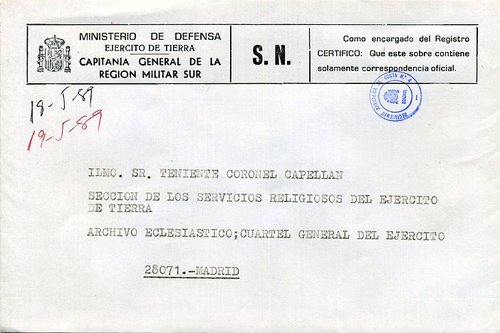 MINISTERIO DE DEFENSA
EJERCITO DE TIERRA
CAPITANIA GENERAL DE LA
REGION MILITAR SUR
S. N.
Como encargado del Registro
CERTIFICO: Que este sobre contiene
solamente correspondencia oficial.
18-5-89
19-5-89
ILMO. SR. TENIENTE CORONEL CAPELLAN
SECCION DE LOS SERVICIOS RELIGIOSOS DEL EJERCITO
DE TIERRA
ARCHIVO ECLESIASTICO;CUARTEL GENERAL DEL EJERCITO
28071.-MADRID